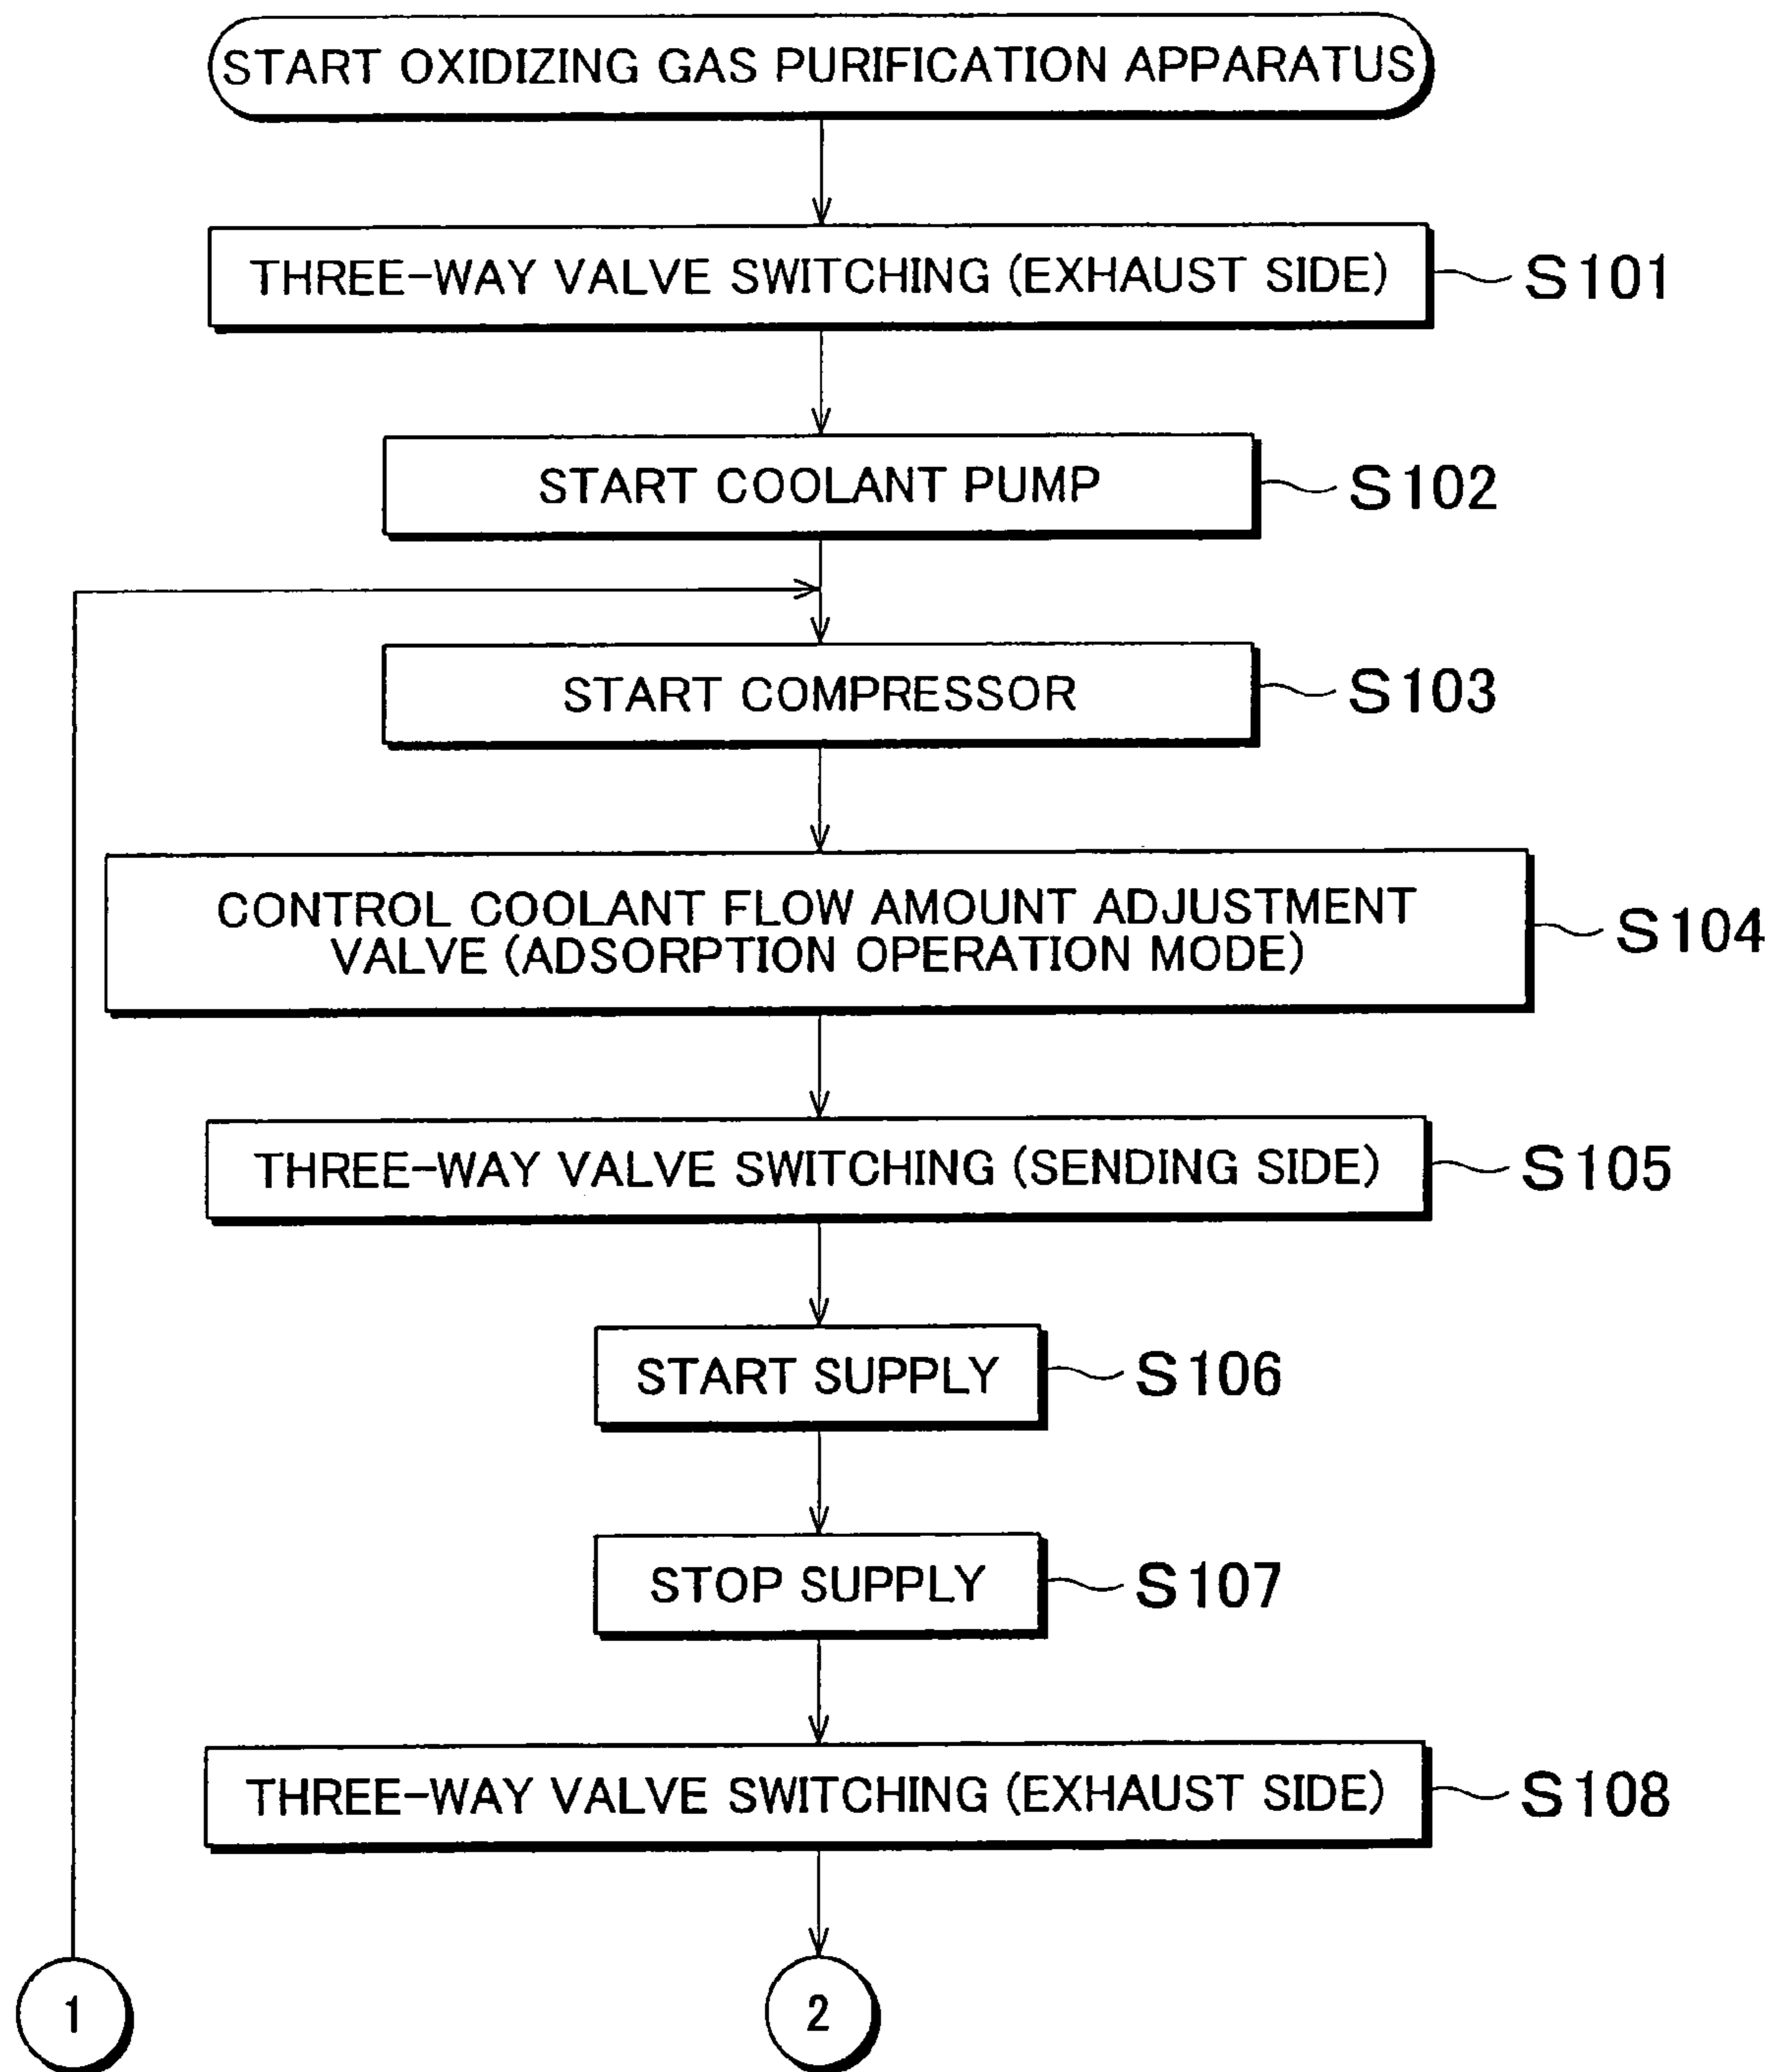 START OXIDIZING GAS PURIFICATION APPARATUS
THREE-WAY VALVE SWITCHING (EXHAUST SIDE)
S101
START COOLANT PUMP
S102
START COMPRESSOR
S103
CONTROL COOLANT FLOW AMOUNT ADJUSTMENT
VALVE (ADSORPTION OPERATION MODE)
S104
THREE-WAY VALVE SWITCHING (SENDING SIDE)
S105
START SUPPLY
S106
STOP SUPPLY
S107
THREE-WAY VALVE SWITCHING (EXHAUST SIDE)
S108
1
2